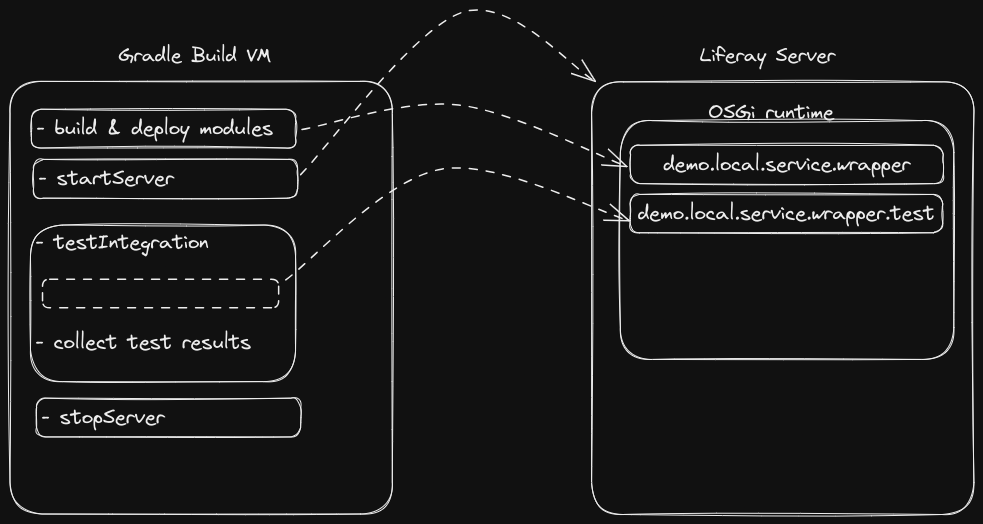 Gradle Build VM
- build & deploy modules
- startServer
- testIntegration
- collect test results
- stopServer
Liferay Server
OSGi runtime
demo.local.service.wrapper
demo.local.service.wrapper.test